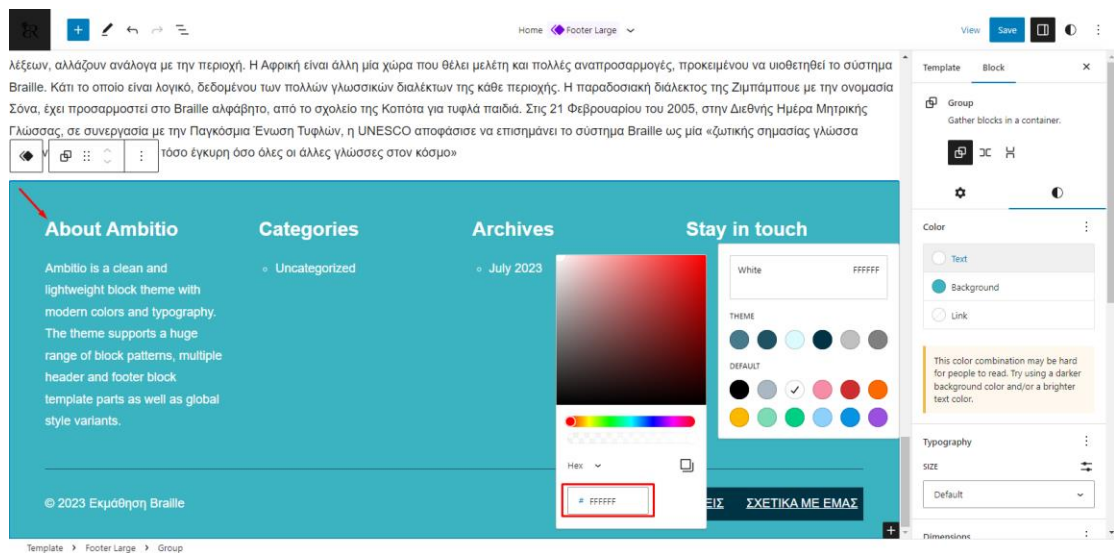 Home Footer Large
View Save
λέξεων, αλλάζουν ανάλογα με την περιοχή. Η Αφρική είναι άλλη μία χώρα που θέλει μελέτη και πολλές αναπροσαρμογές, προκειμένου να υιοθετηθεί το σύστημα
Braille. Κάτι το οποίο είναι λογικό, δεδομένου των πολλών γλωσσικών διαλέκτων της κάθε περιοχής. Η παραδοσιακή διάλεκτος της Ζιμπάμπουε με την ονομασία
Σόνα, έχει προσαρμοστεί στο Braille αλφάβητο, από το σχολείο της Κοπότα για τυφλά παιδιά. Στις 21 Φεβρουαρίου του 2005, στην Διεθνής Ημέρα Μητρικής
Γλώσσας, σε συνεργασία με την Παγκόσμια Ένωση Τυφλών, η UNESCO αποφάσισε να επισημάνει το σύστημα Braille ως μία «ζωτικής σημασίας γλώσσα
τόσο έγκυρη όσο όλες οι άλλες γλώσσες στον κόσμο»
About Ambitio
Ambitio is a clean and
lightweight block theme with
modern colors and typography.
The theme supports a huge
range of block patterns, multiple
header and footer block
template parts as well as global
style variants.
Categories
Uncategorized
Archives
July 2023
Stay in touch
White FFFFFF
THEME
DEFAULT
Hex
# FFFFFF
© 2023 Εκμάθηση Braille
ΕΙΣ ΣΧΕΤΙΚΑ ΜΕ ΕΜΑΣ
Template Block
Group
Gather blocks in a container.
Color
Text
Background
Link
This color combination may be hard
for people to read. Try using a darker
background color and/or a brighter
text color.
Typography
SIZE
Default
Dimensions
Template > Footer Large > Group